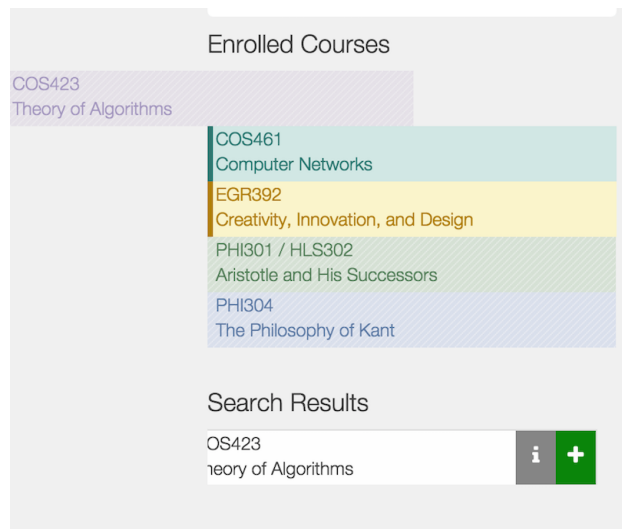 Enrolled Courses
COS423
Theory of Algorithms
COS461
Computer Networks
EGR392
Creativity, Innovation, and Design
PHI301 / HLS302
Aristotle and His Successors
PHI304
The Philosophy of Kant
Search Results
OS423
heory of Algorithms